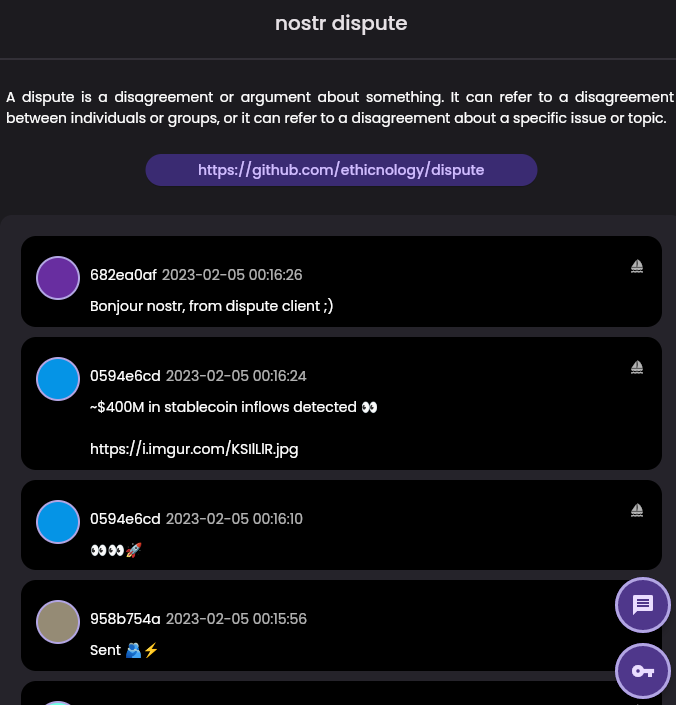 nostr dispute
A dispute is a disagreement or argument about something. It can refer to a disagreement
between individuals or groups, or it can refer to a disagreement about a specific issue or topic.
https://github.com/ethicnology/dispute
682ea0af 2023-02-05 00:16:26
Bonjour nostr, from dispute client ;)
0594e6cd 2023-02-05 00:16:24
~$400M in stablecoin inflows detected 👀
https://i.imgur.com/KSIlLlR.jpg
0594e6cd 2023-02-05 00:16:10
👀👀🚀
958b754a 2023-02-05 00:15:56
Sent 🫂⚡